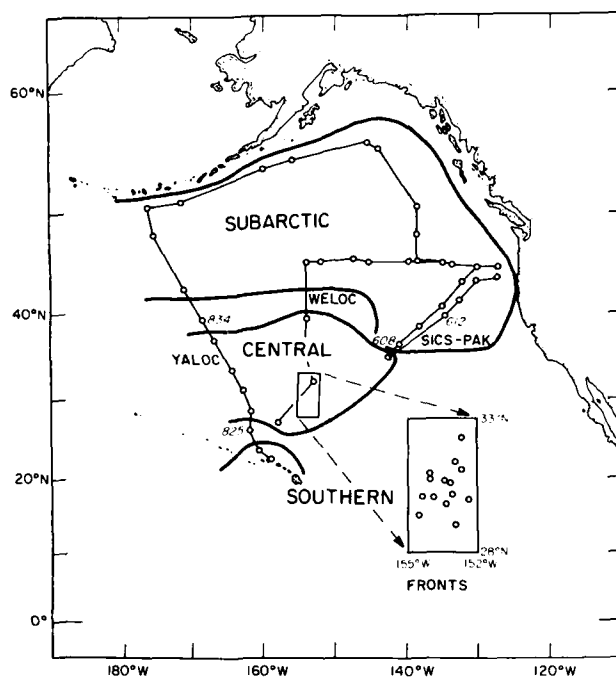 60°N
SUBARCTIC
WELOC
40°N
834
612
608
SICS-PAK
CENTRAL
YALOC
825
33°N
20°N
SOUTHERN
28°N
155°W
152°W
FRONTS
0°
180°W
160°W
140°W
120°W